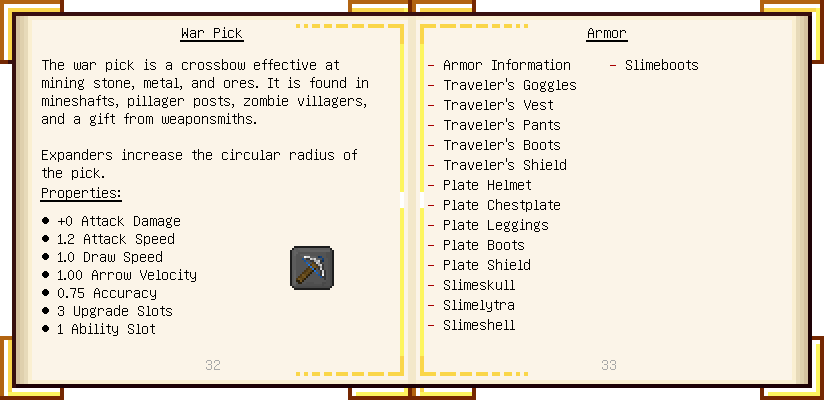 War Pick
The war pick is a crossbow effective at
mining stone, metal, and ores. It is found in
mineshafts, pillager posts, zombie villagers,
and a gift from weaponsmiths.
Expanders increase the circular radius of
the pick.
Properties:
● +0 Attack Damage
● 1.2 Attack Speed
● 1.0 Draw Speed
● 1.00 Arrow Velocity
● 0.75 Accuracy
● 3 Upgrade Slots
● 1 Ability Slot
32
Armor
- Armor Information
- Traveler's Goggles
- Traveler's Vest
- Traveler's Pants
- Traveler's Boots
- Traveler's Shield
- Plate Helmet
- Plate Chestplate
- Plate Leggings
- Plate Boots
- Plate Shield
- Slimeskull
- Slimelytra
- Slimeshell
- Slimeboots
33